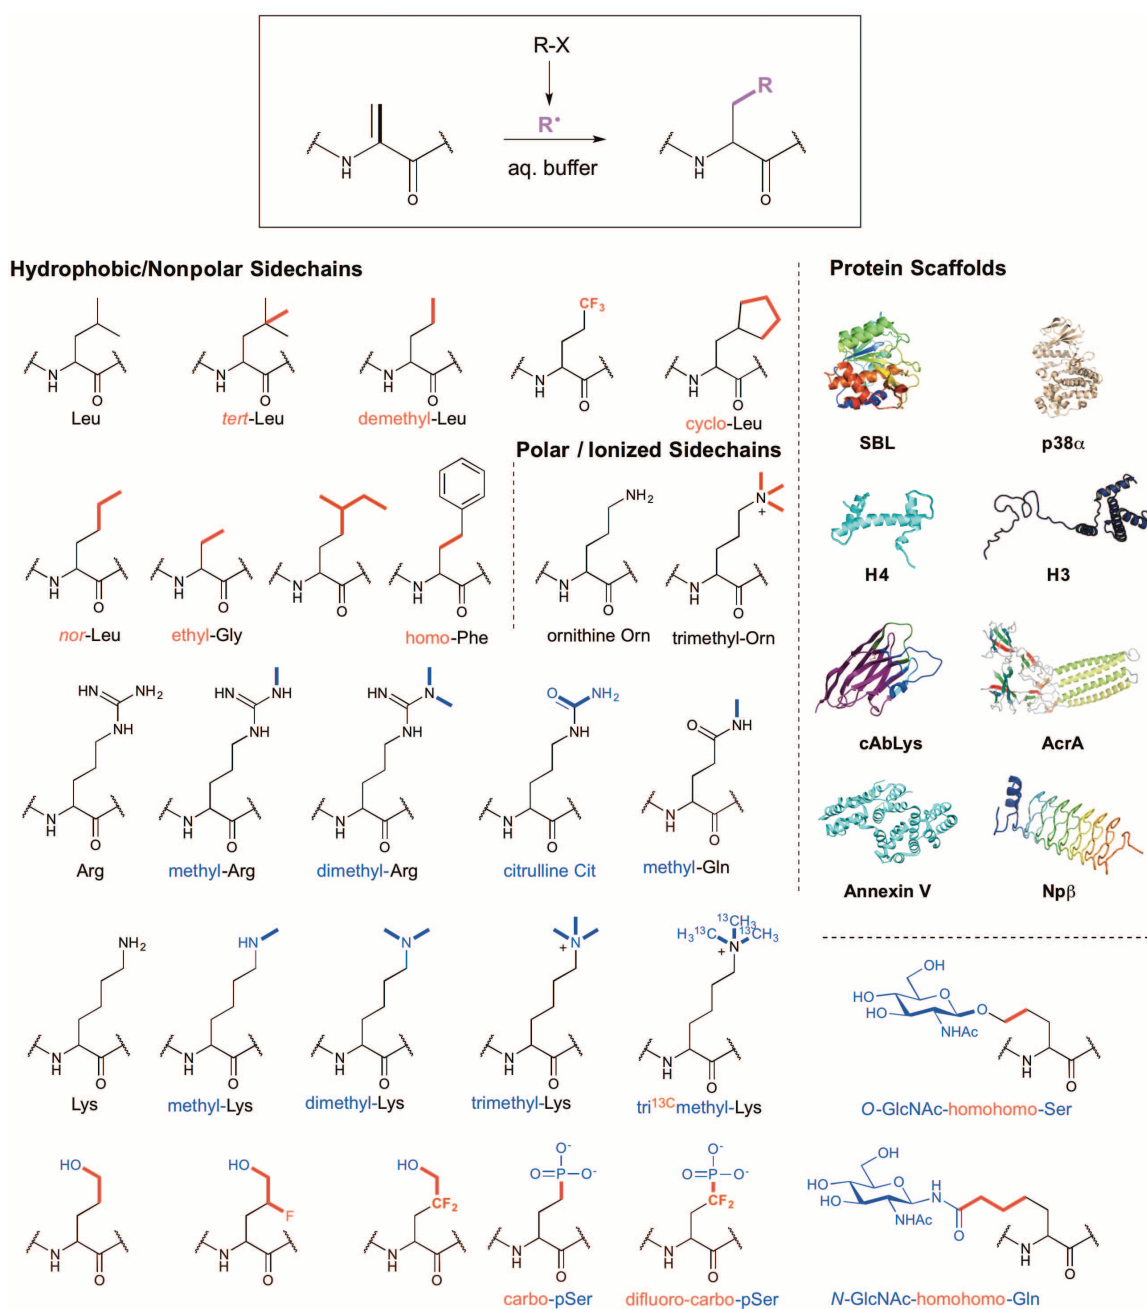 R-X
R•
R
N
H
O
aq. buffer
N
H
O
Hydrophobic/Nonpolar Sidechains
Protein Scaffolds
CF3
N
H
O
N
H
O
N
H
O
N
H
O
N
H
O
Leu
tert-Leu
demethyl-Leu
cyclo-Leu
SBL
p38α
Polar / Ionized Sidechains
NH2
N
+
N
H
O
N
H
O
N
H
O
N
H
O
N
H
O
N
H
O
nor-Leu
ethyl-Gly
homo-Phe
ornithine Orn
trimethyl-Orn
H4
H3
HN
NH2
NH
HN
NH
NH
HN
N
NH
O
NH2
NH
O
NH
N
H
O
N
H
O
N
H
O
N
H
O
N
H
O
Arg
methyl-Arg
dimethyl-Arg
citrulline Cit
methyl-Gln
cAbLys
AcrA
Annexin V
Npβ
NH2
HN
N
N
+
13CH3
H313C
13CH3
N
+
N
H
O
N
H
O
N
H
O
N
H
O
N
H
O
Lys
methyl-Lys
dimethyl-Lys
trimethyl-Lys
tri13Cmethyl-Lys
OH
HO
HO
O
O
NHAc
N
H
O
O-GlcNAc-homohomo-Ser
HO
HO
F
HO
CF2
O-
O=P-O-
O-
O=P-O-
CF2
N
H
O
N
H
O
N
H
O
N
H
O
N
H
O
carbo-pSer
difluoro-carbo-pSer
OH
HO
HO
O
H
N
NHAc
O
N
H
O
N-GlcNAc-homohomo-Gln